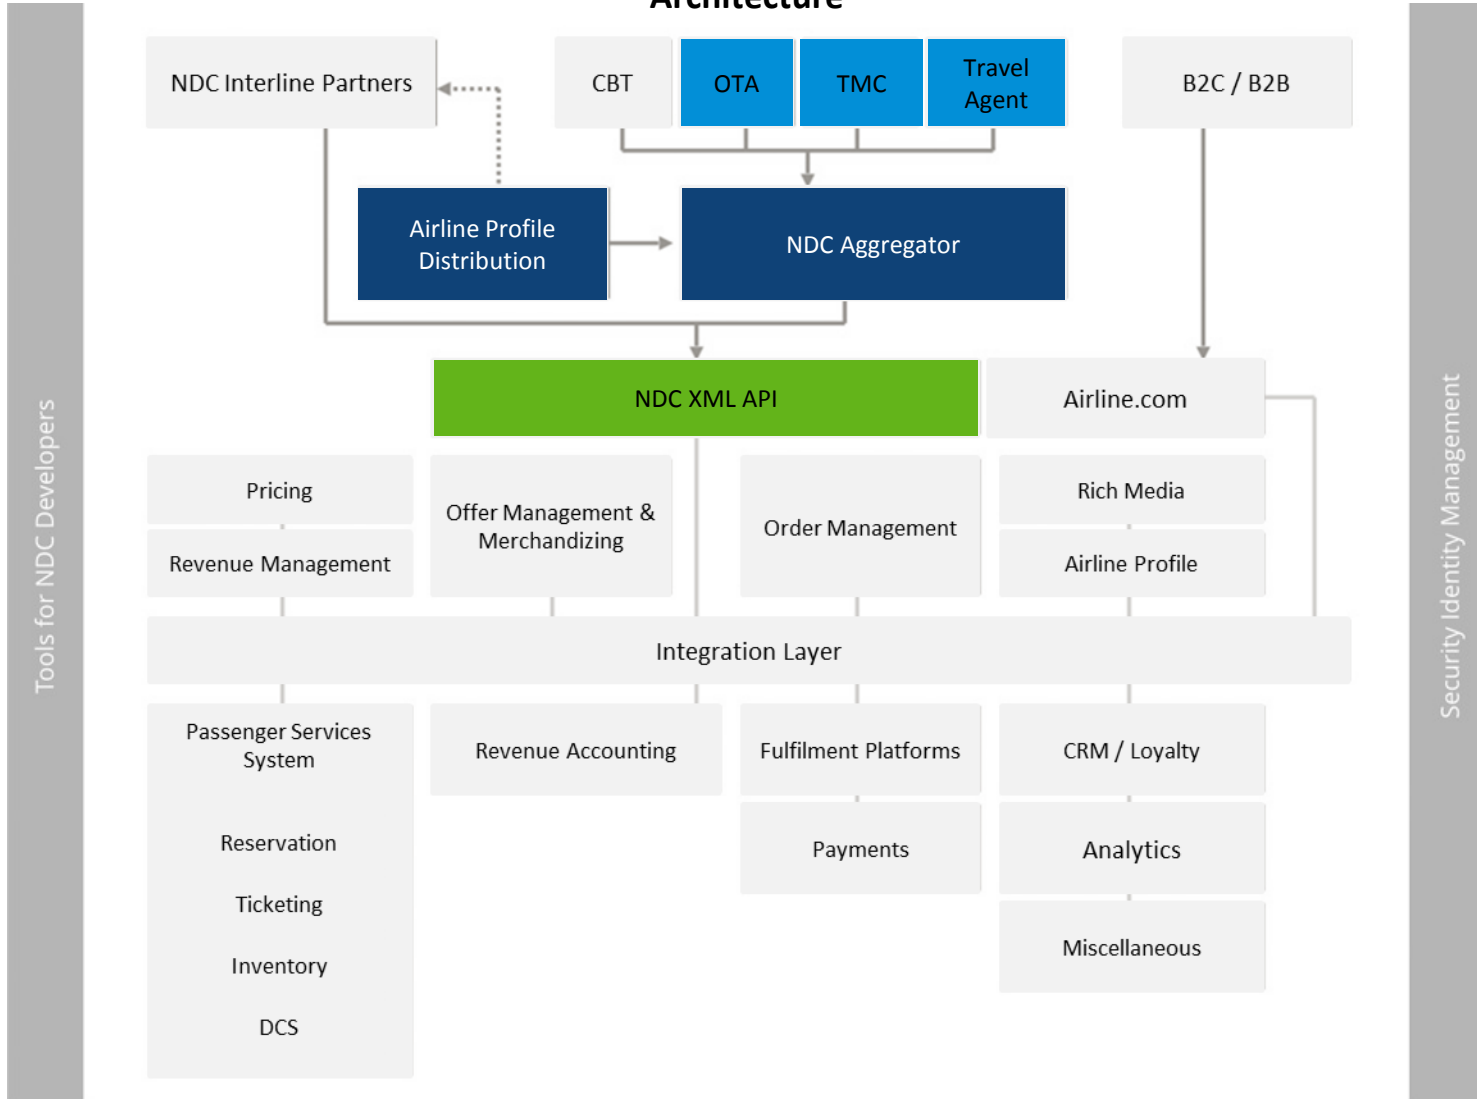 Architecture
NDC Interline Partners
CBT
OTA
TMC
Travel
Agent
B2C / B2B
Airline Profile
Distribution
NDC Aggregator
NDC XML API
Airline.com
Pricing
Revenue Management
Offer Management &
Merchandizing
Order Management
Rich Media
Airline Profile
Integration Layer
Passenger Services
System
Reservation
Ticketing
Inventory
DCS
Revenue Accounting
Fulfilment Platforms
Payments
CRM / Loyalty
Analytics
Miscellaneous
Tools for NDC Developers
Security Identity Management